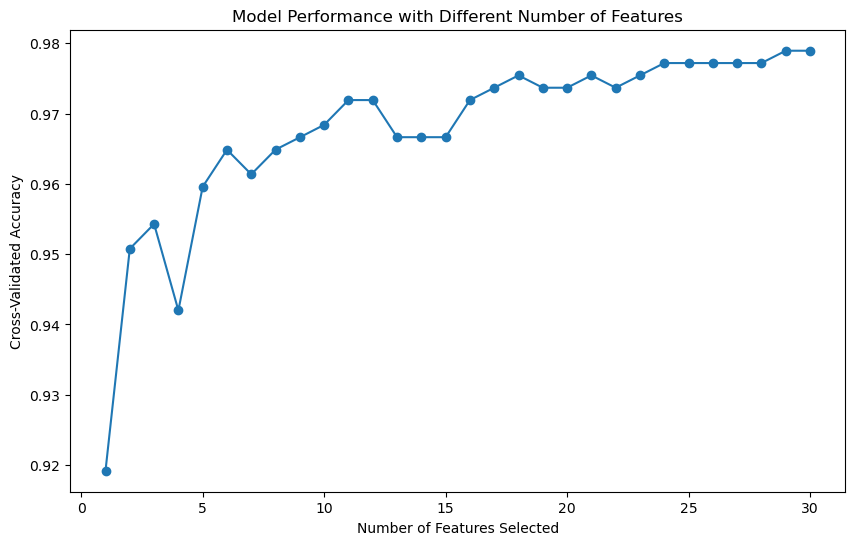 Model Performance with Different Number of Features
0.98
0.97
0.96
0.95
0.94
0.93
0.92
Cross-Validated Accuracy
0 5 10 15 20 25 30
Number of Features Selected